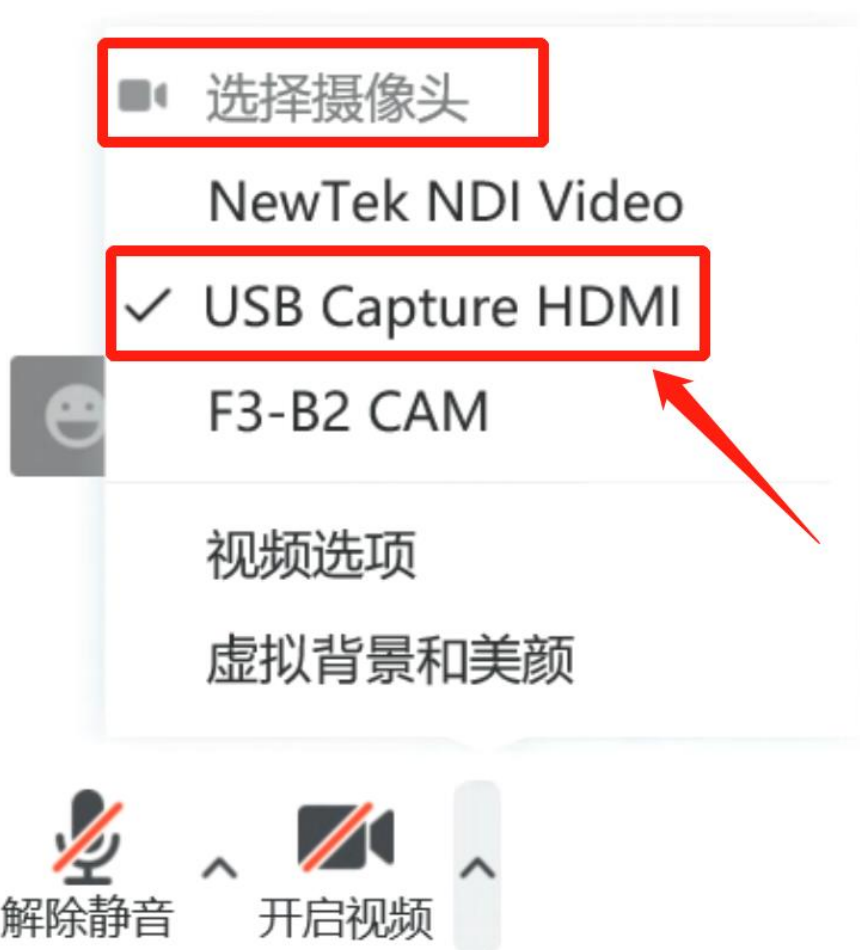 选择摄像头
NewTek NDI Video
USB Capture HDMI
F3-B2 CAM
视频选项
虚拟背景和美颜
解除静音
开启视频